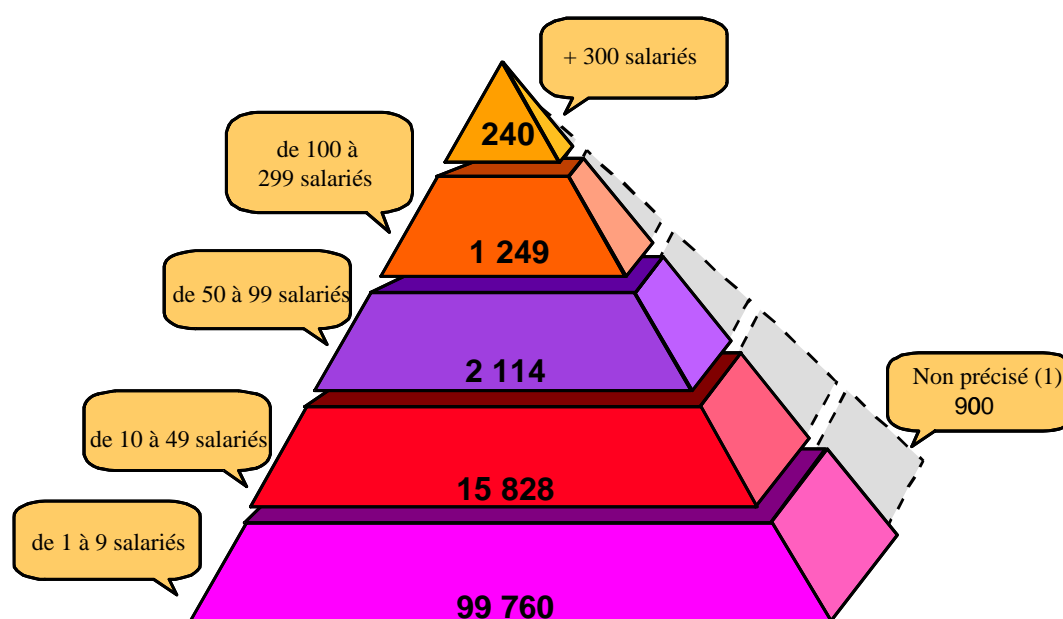 + 300 salariés
240
de 100 à
299 salariés
1 249
de 50 à 99 salariés
2 114
Non précisé (1)
900
de 10 à 49 salariés
15 828
de 1 à 9 salariés
99 760